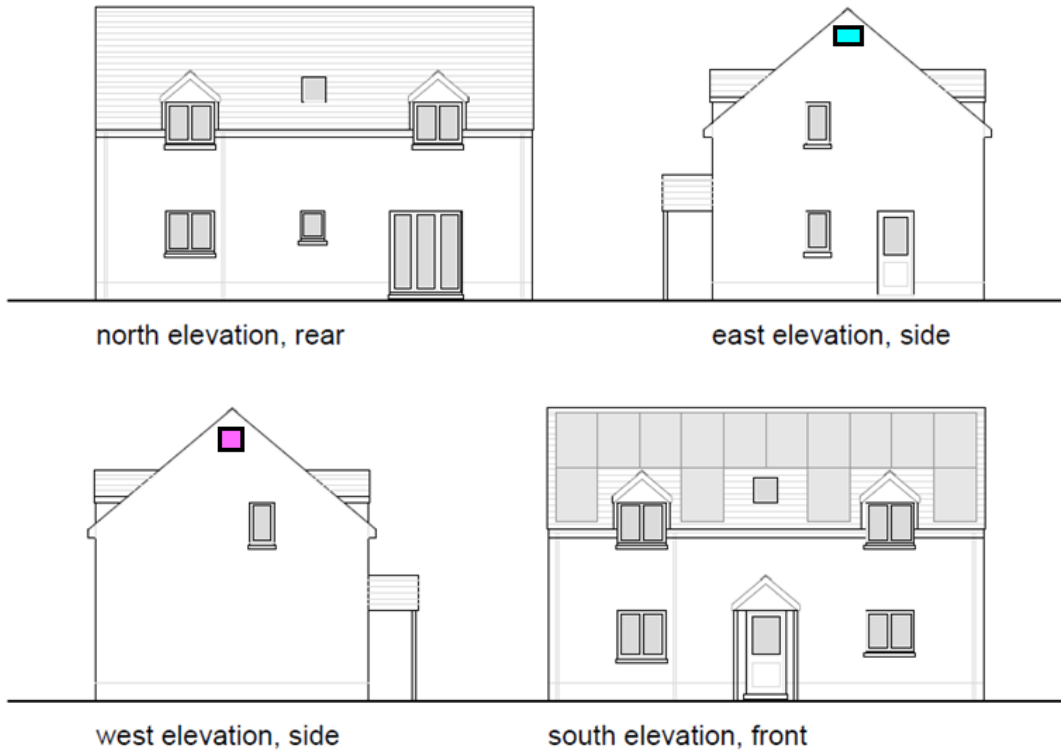 north elevation, rear
east elevation, side
west elevation, side
south elevation, front